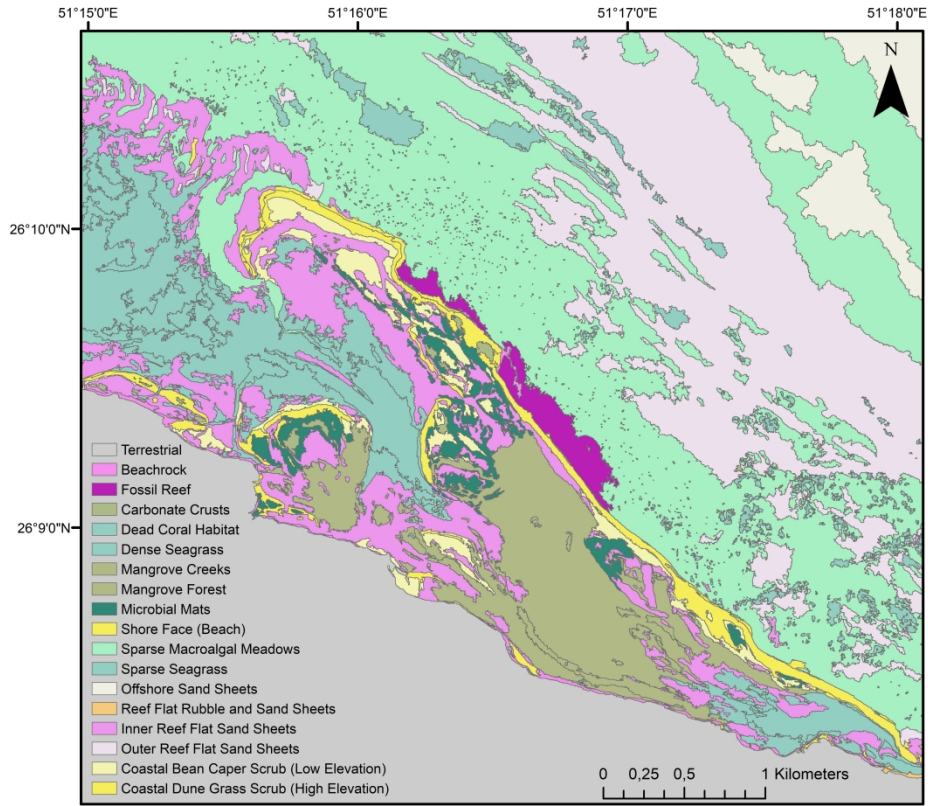 51°15'0"E 51°16'0"E 51°17'0"E 51°18'0"E
N
26°10'0"N
26°9'0"N
Terrestrial
Beachrock
Fossil Reef
Carbonate Crusts
Dead Coral Habitat
Dense Seagrass
Mangrove Creeks
Mangrove Forest
Microbial Mats
Shore Face (Beach)
Sparse Macroalgal Meadows
Sparse Seagrass
Offshore Sand Sheets
Reef Flat Rubble and Sand Sheets
Inner Reef Flat Sand Sheets
Outer Reef Flat Sand Sheets
Coastal Bean Caper Scrub (Low Elevation)
Coastal Dune Grass Scrub (High Elevation)
0 0,25 0,5 1 Kilometers